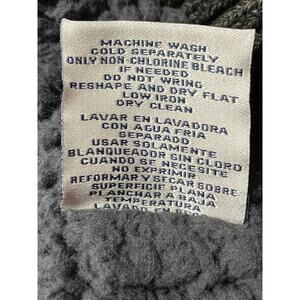 MACHINE WASH
COLD SEPARATELY
ONLY NON-CHLORINE BLEACH
IF NEEDED
DO NOT WRING
RESHAPE AND DRY FLAT
LOW IRON
DRY CLEAN
LAVAR EN LAVADORA
CON AGUA FRIA
SEPARADO
USAR SOLAMENTE
BLANQUEADOR SIN CLORO
CUANDO SE NECESITE
NO EXPRIMIR
REFORMAR Y SECAR SOBRE
SUPERFICIE PLANA
PLANCHAR A BAJA
TEMPERATURA
LAVADO EN